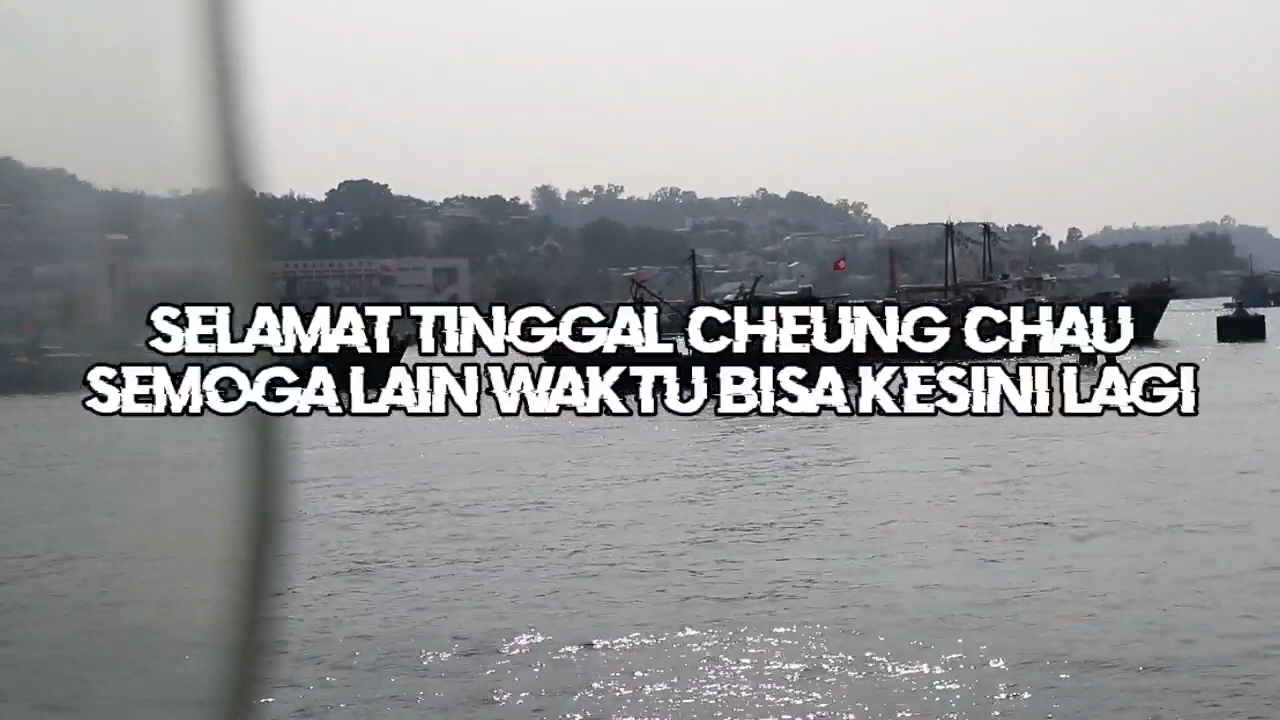 SELAMAT TINGGAL CHEUNG CHAU
SEMOGA LAIN WAKTU BISA KESINI LAGI